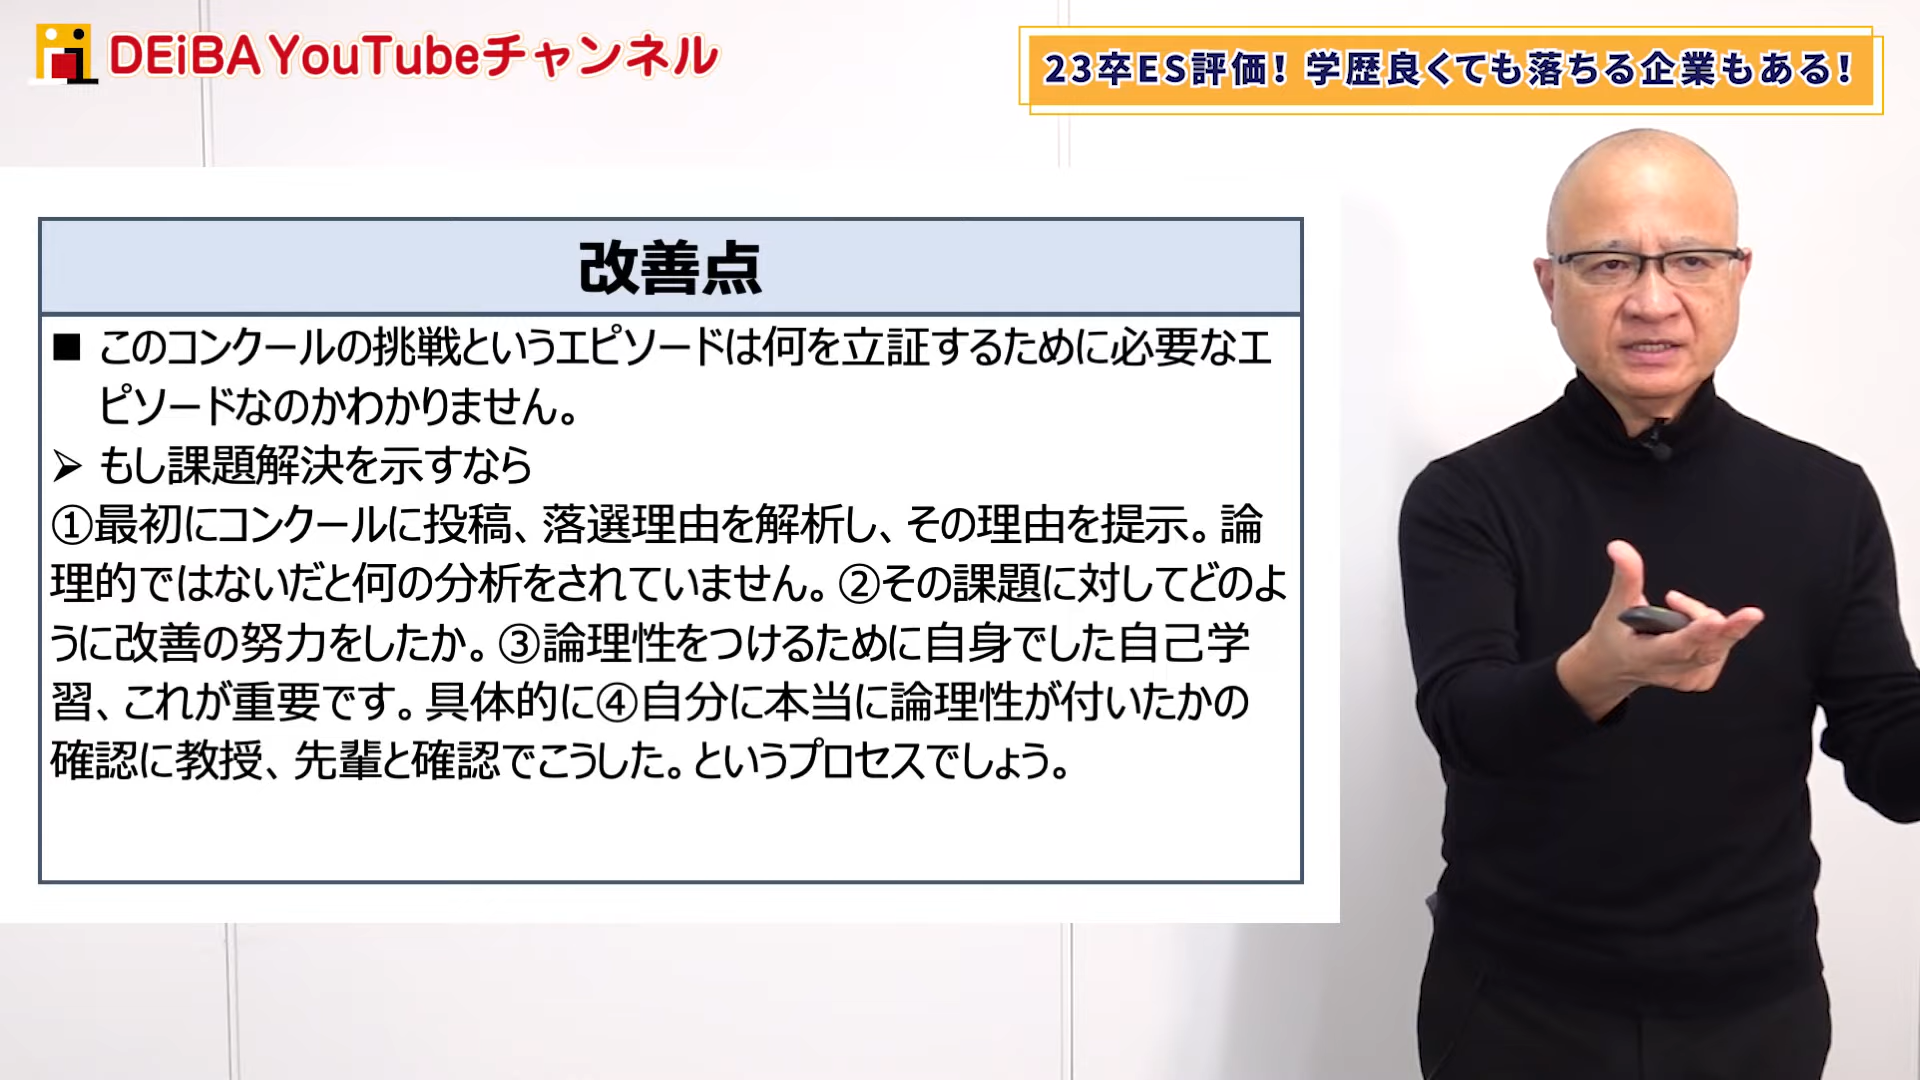 DEiBA YouTubeチャンネル
23卒ES評価！学歴良くても落ちる企業もある！
改善点
■ このコンクールの挑戦というエピソードは何を立証するために必要なエ
ピソードなのかわかりません。
➢ もし課題解決を示すなら
①最初にコンクールに投稿、落選理由を解析し、その理由を提示。論
理的ではないだと何の分析をされていません。②その課題に対してどのよ
うに改善の努力をしたか。③論理性をつけるために自身でした自己学
習、これが重要です。具体的に④自分に本当に論理性が付いたかの
確認に教授、先輩と確認でこうした。というプロセスでしょう。